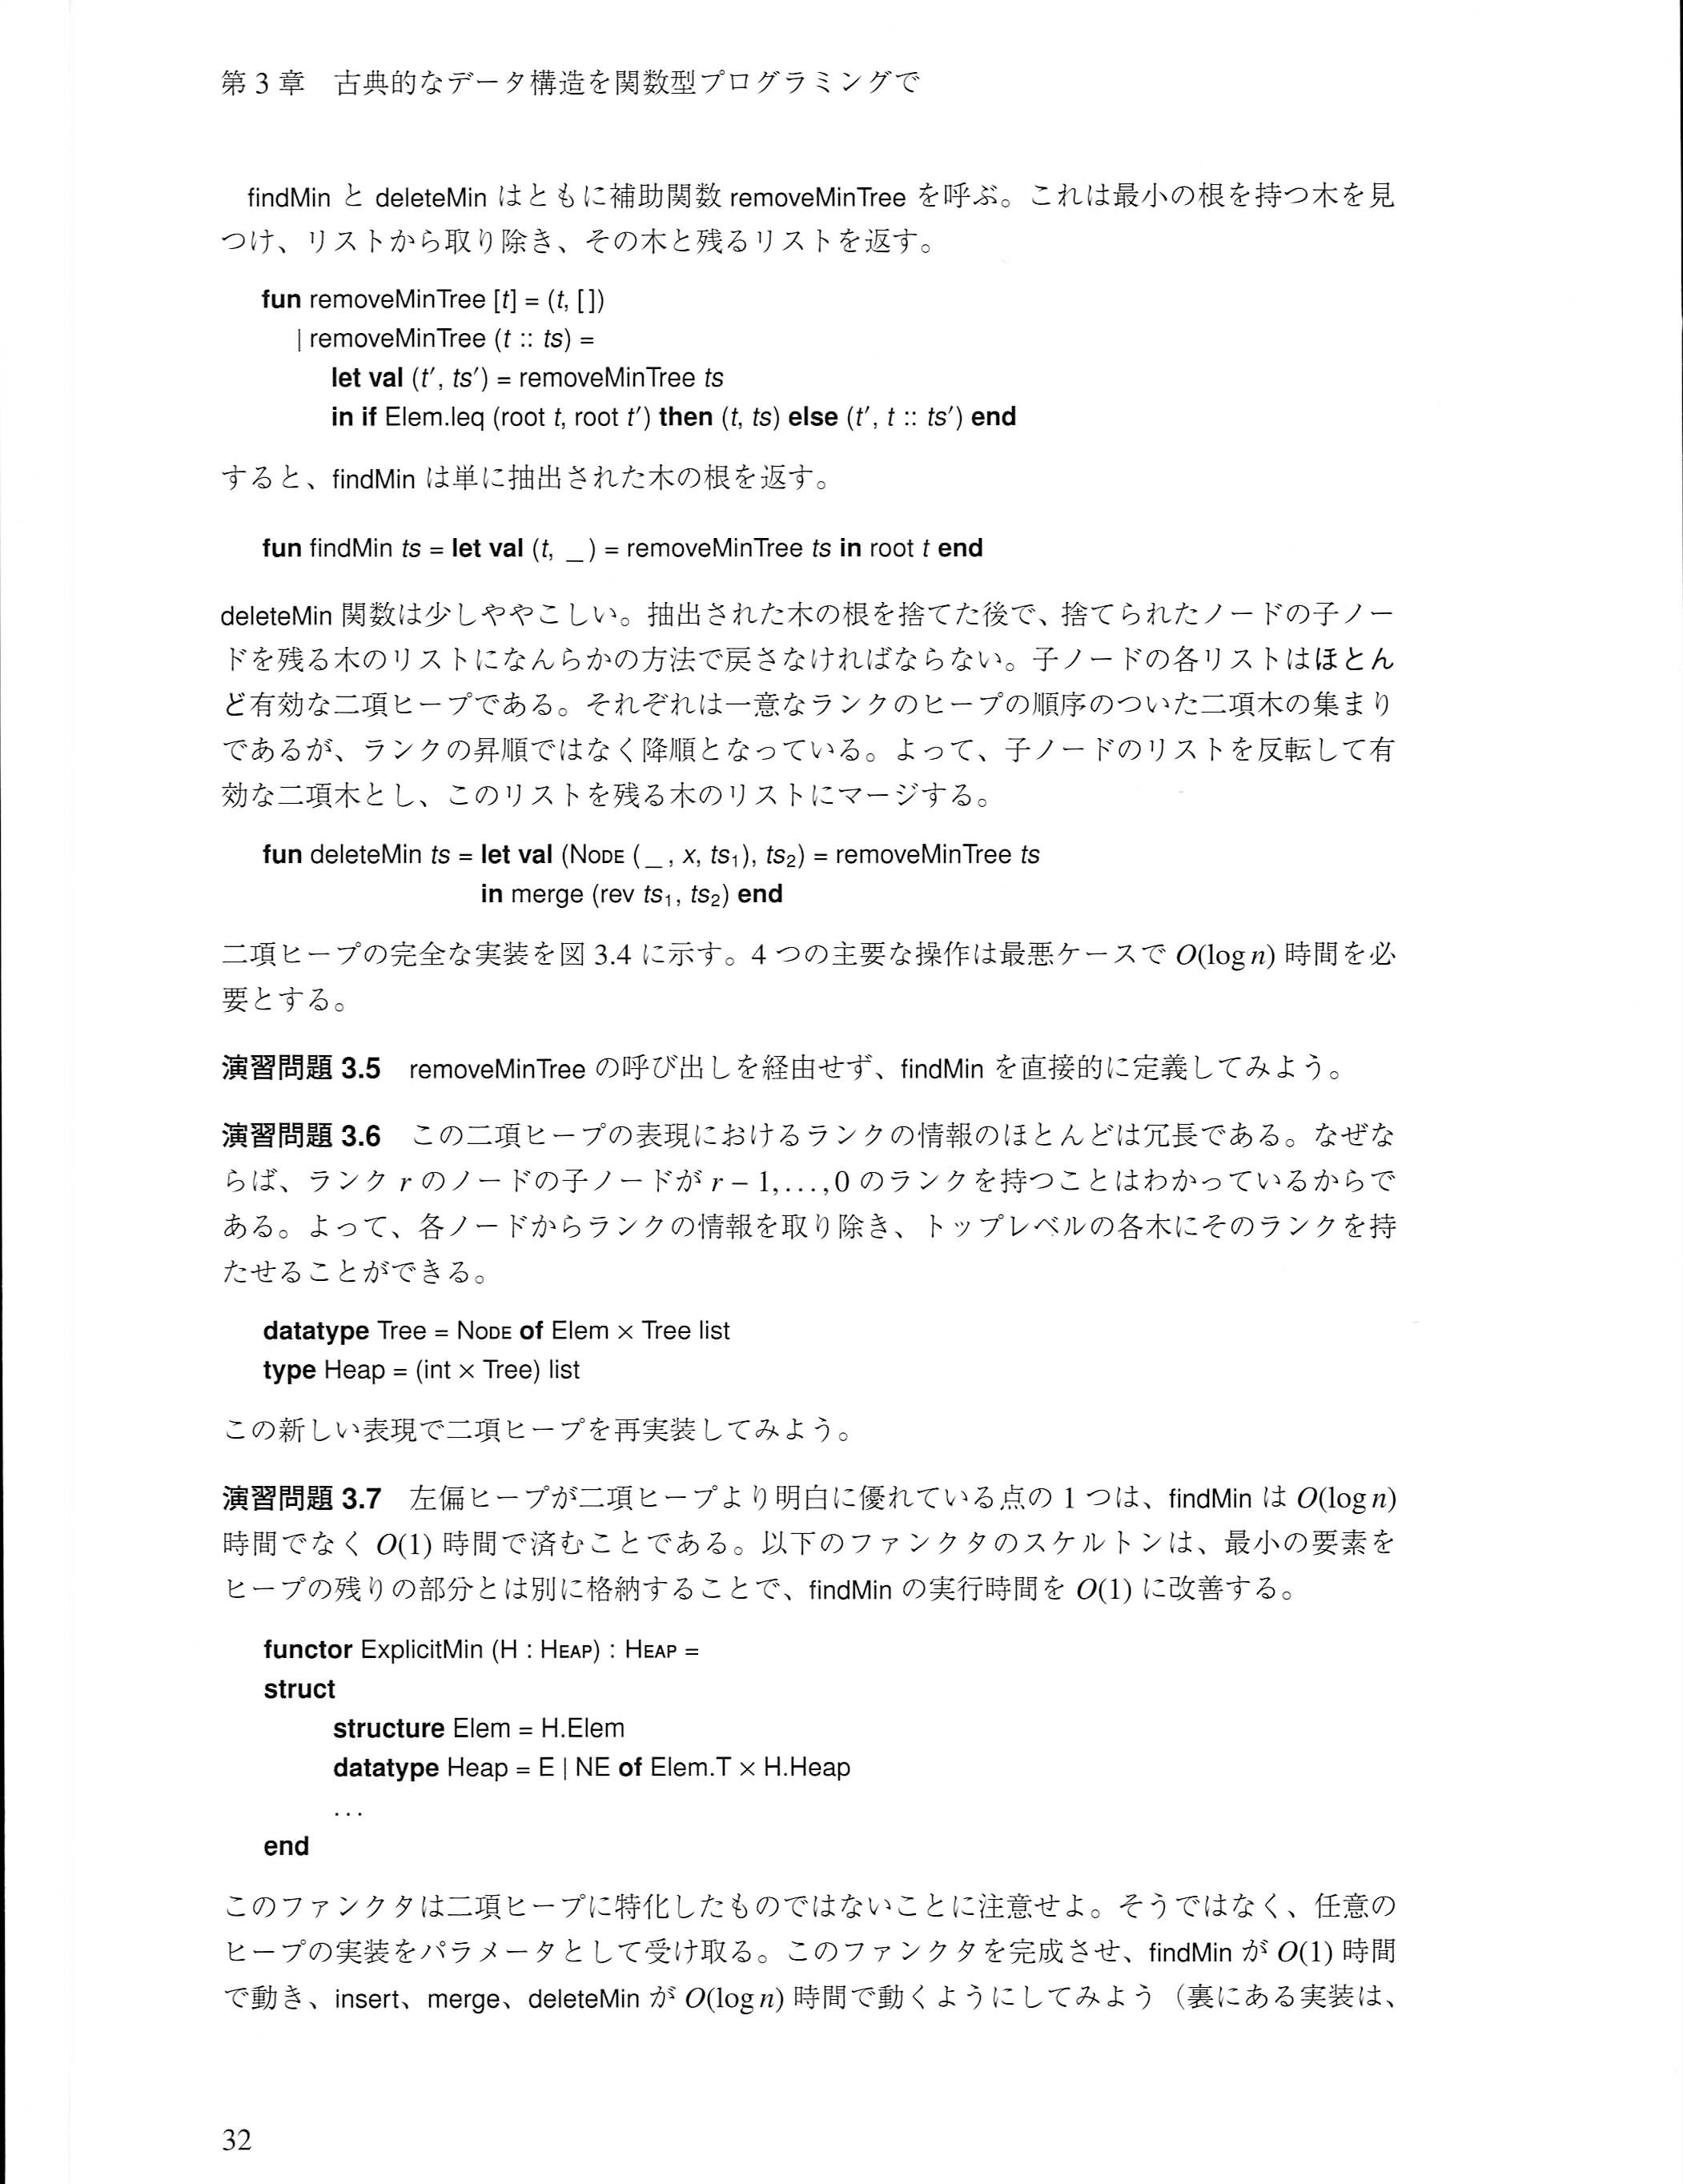 第 3 章　古典的なデータ構造を関数型プログラミングで
findMin と deleteMin はともに補助関数 removeMinTree を呼ぶ。これは最小の根を持つ木を見
つけ、リストから取り除き、その木と残るリストを返す。
fun removeMinTree [t] = (t, [])
| removeMinTree (t :: ts) =
let val (t′, ts′) = removeMinTree ts
in if Elem.leq (root t, root t′) then (t, ts) else (t′, t :: ts′) end
すると、findMin は単に抽出された木の根を返す。
fun findMin ts = let val (t, _ ) = removeMinTree ts in root t end
deleteMin 関数は少しややこしい。抽出された木の根を捨てた後で、捨てられたノードの子ノー
ドを残る木のリストになんらかの方法で戻さなければならない。子ノードの各リストはほとん
ど有効な二項ヒープである。それぞれは一意なランクのヒープの順序のついた二項木の集まり
であるが、ランクの昇順ではなく降順となっている。よって、子ノードのリストを反転して有
効な二項木とし、このリストを残る木のリストにマージする。
fun deleteMin ts = let val (NODE ( _ , x, ts₁), ts₂) = removeMinTree ts
in merge (rev ts₁, ts₂) end
二項ヒープの完全な実装を図 3.4 に示す。4 つの主要な操作は最悪ケースで O(log n) 時間を必
要とする。
演習問題 3.5　removeMinTree の呼び出しを経由せず、findMin を直接的に定義してみよう。
演習問題 3.6　この二項ヒープの表現におけるランクの情報のほとんどは冗長である。なぜな
らば、ランク r のノードの子ノードが r – 1,...,0 のランクを持つことはわかっているからで
ある。よって、各ノードからランクの情報を取り除き、トップレベルの各木にそのランクを持
たせることができる。
datatype Tree = NODE of Elem × Tree list
type Heap = (int × Tree) list
この新しい表現で二項ヒープを再実装してみよう。
演習問題 3.7　左偏ヒープが二項ヒープより明白に優れている点の 1 つは、findMin は O(log n)
時間でなく O(1) 時間で済むことである。以下のファンクタのスケルトンは、最小の要素を
ヒープの残りの部分とは別に格納することで、findMin の実行時間を O(1) に改善する。
functor ExplicitMin (H : HEAP) : HEAP =
struct
structure Elem = H.Elem
datatype Heap = E | NE of Elem.T × H.Heap
...
end
このファンクタは二項ヒープに特化したものではないことに注意せよ。そうではなく、任意の
ヒープの実装をパラメータとして受け取る。このファンクタを完成させ、findMin が O(1) 時間
で動き、insert、merge、deleteMin が O(log n) 時間で動くようにしてみよう（裏にある実装は、
32